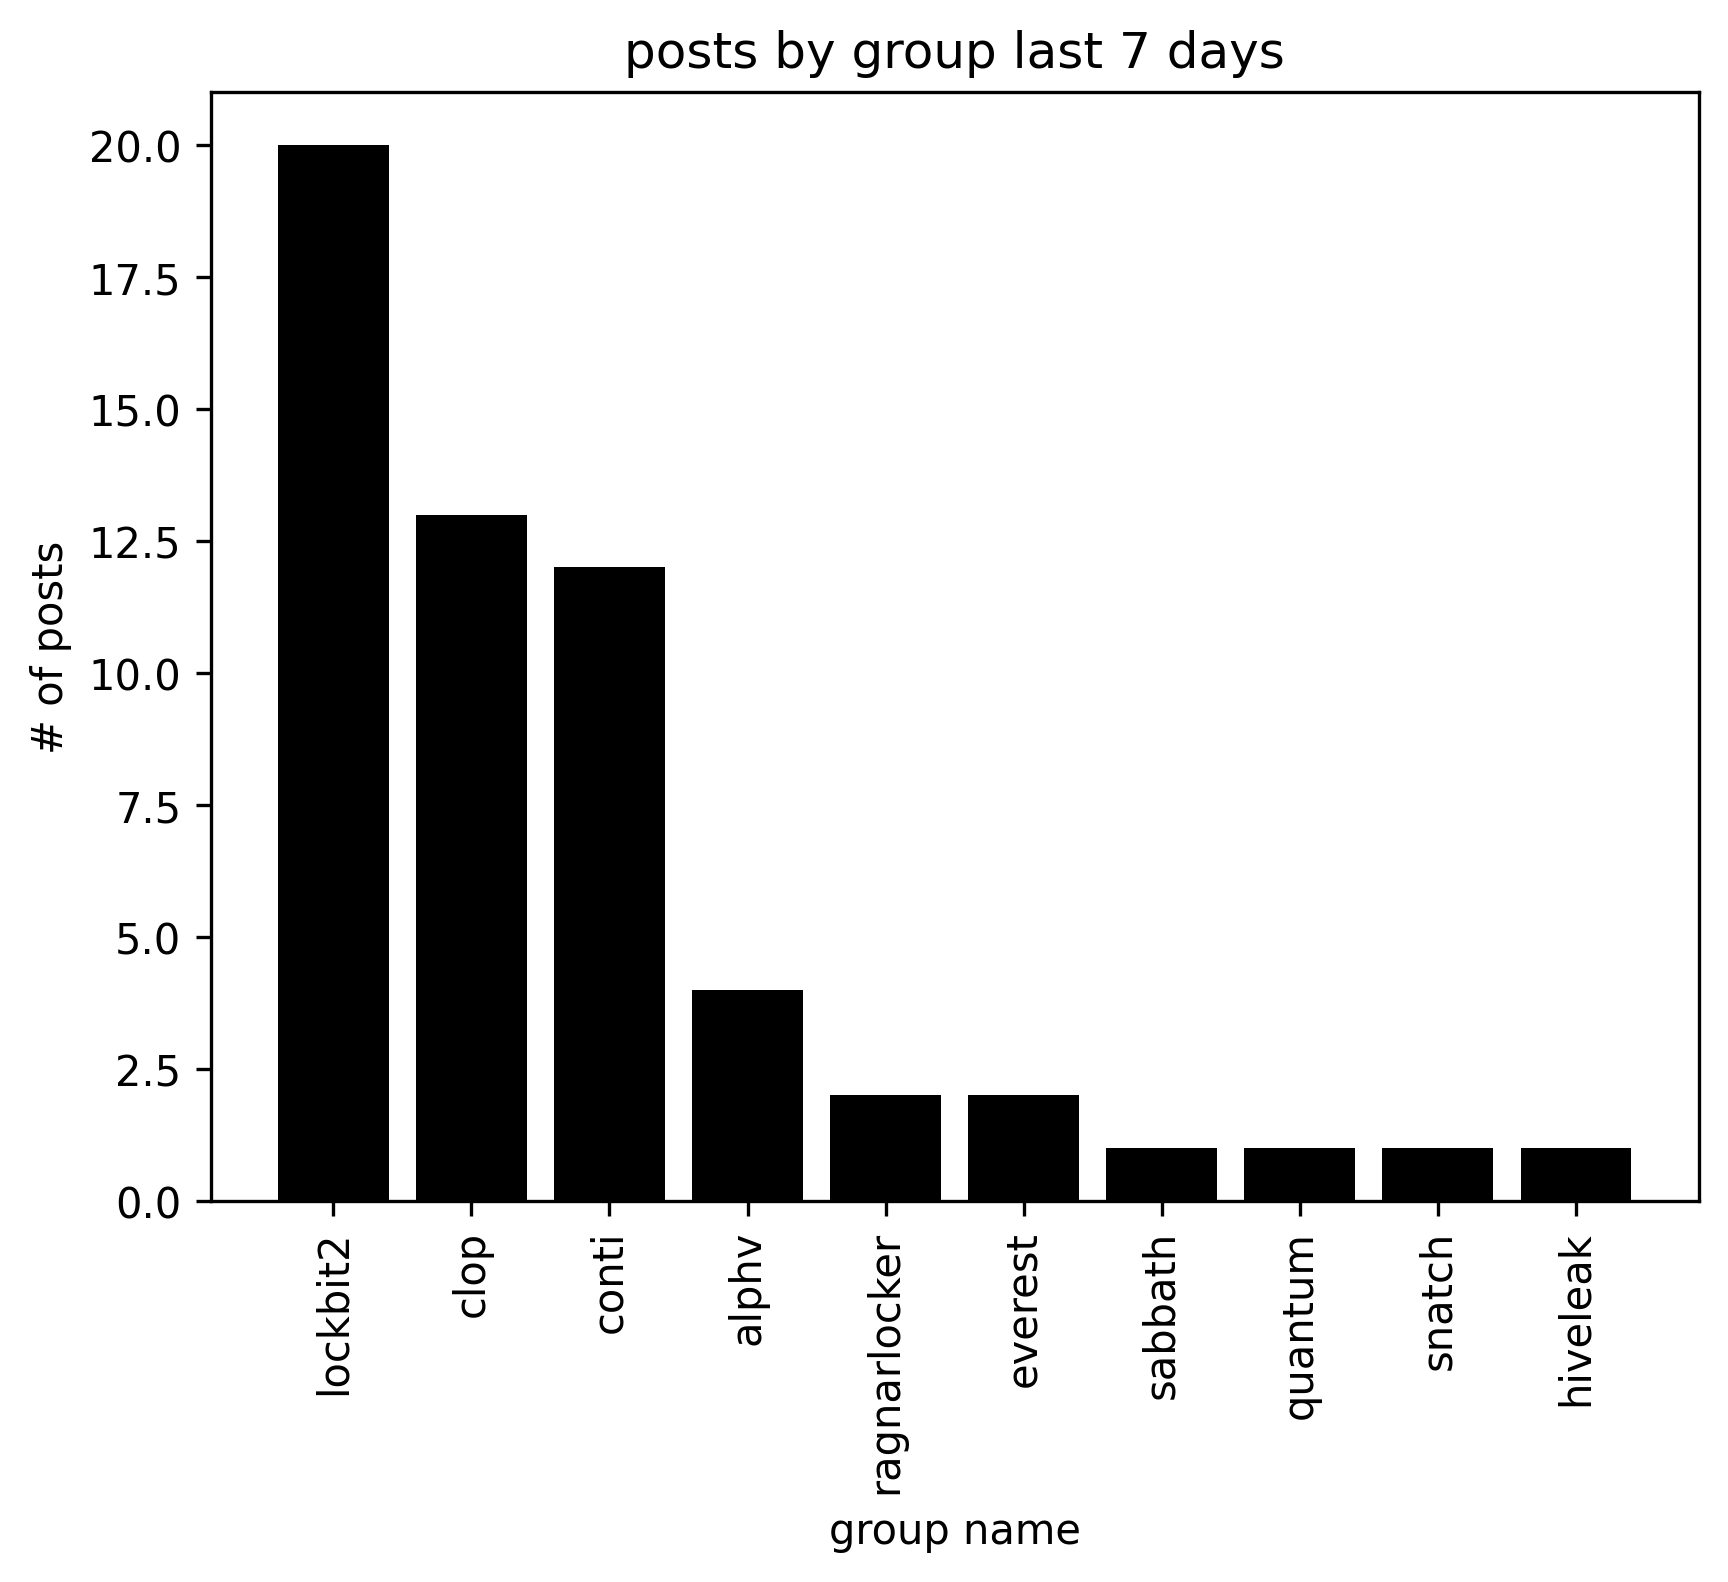 posts by group last 7 days
20.0
17.5
15.0
12.5
10.0
7.5
5.0
2.5
0.0
# of posts
lockbit2
clop
conti
alphv
ragnarlocker
everest
sabbath
quantum
snatch
hiveleak
group name